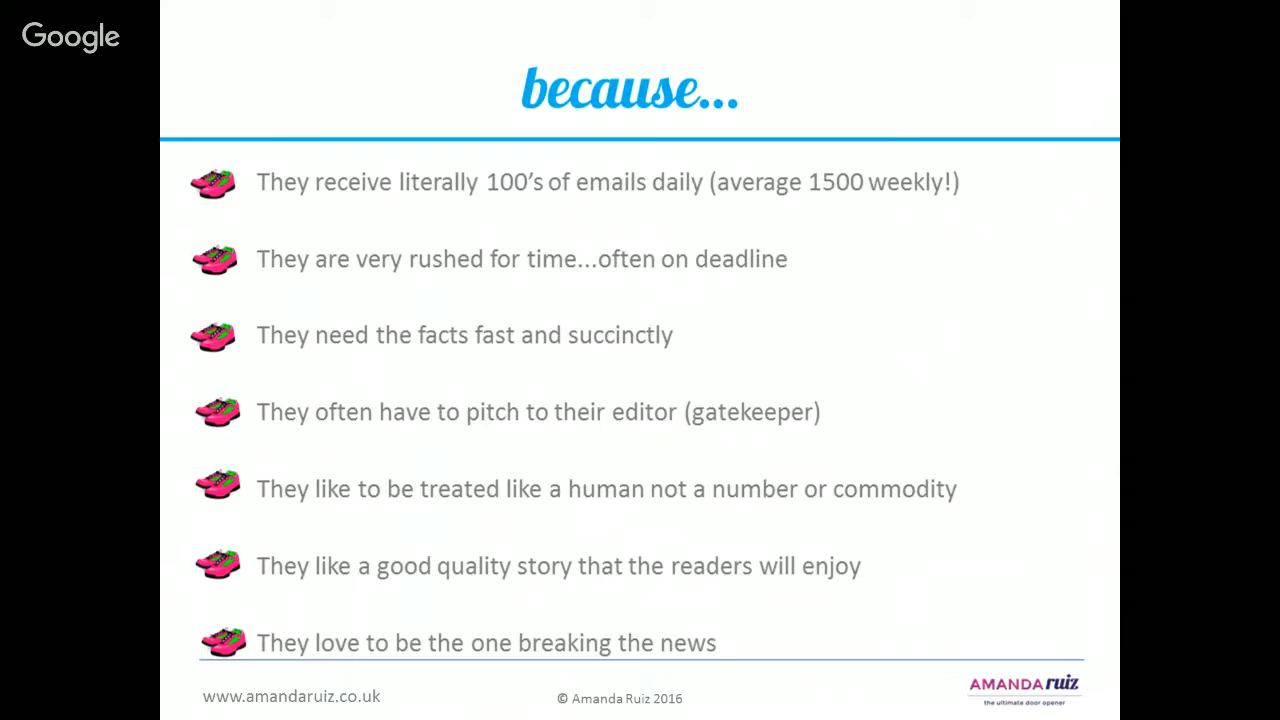 Google
because...
They receive literally 100's of emails daily (average 1500 weekly!)
They are very rushed for time...often on deadline
They need the facts fast and succinctly
They often have to pitch to their editor (gatekeeper)
They like to be treated like a human not a number or commodity
They like a good quality story that the readers will enjoy
They love to be the one breaking the news
www.amandaruiz.co.uk
© Amanda Ruiz 2016
AMANDA ruiz
the ultimate door opener